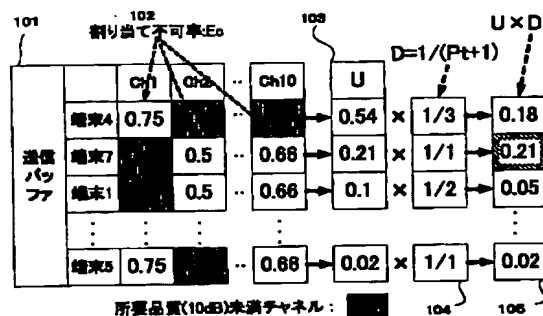 101
102
103
割り当て不可率:Ec
U×D
D=1/(Pt+1)
Ch1 Ch2 ‥ Ch10 U
送信バッファ
端末4 0.75 0.54 × 1/3 0.18
端末7 0.5 ‥ 0.66 0.21 × 1/1 0.21
端末1 0.5 ‥ 0.66 0.1 × 1/2 0.05
端末5 0.75 ‥ 0.66 0.02 × 1/1 0.02
所要品質(10dB)未満チャネル:
104
105